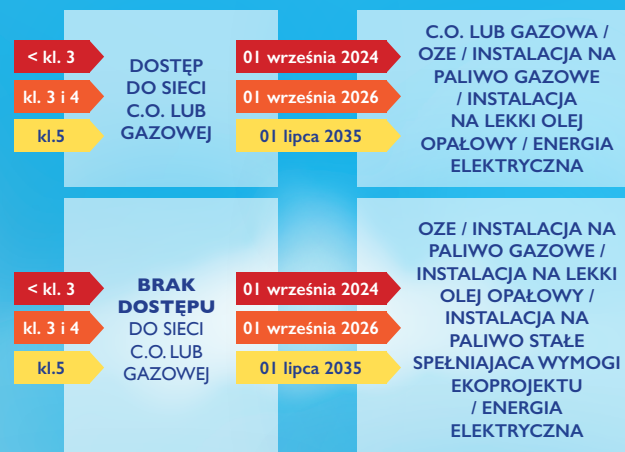 < kl. 3
kl. 3 i 4
kl.5
DOSTĘP
DO SIECI
C.O. LUB
GAZOWEJ
01 września 2024
01 września 2026
01 lipca 2035
C.O. LUB GAZOWA /
OZE / INSTALACJA NA
PALIWO GAZOWE
/ INSTALACJA
NA LEKKI OLEJ
OPAŁOWY / ENERGIA
ELEKTRYCZNA
< kl. 3
kl. 3 i 4
kl.5
BRAK
DOSTĘPU
DO SIECI
C.O. LUB
GAZOWEJ
01 września 2024
01 września 2026
01 lipca 2035
OZE / INSTALACJA NA
PALIWO GAZOWE /
INSTALACJA NA LEKKI
OLEJ OPAŁOWY /
INSTALACJA NA
PALIWO STAŁE
SPEŁNIAJACA WYMOGI
EKOPROJEKTU
/ ENERGIA
ELEKTRYCZNA